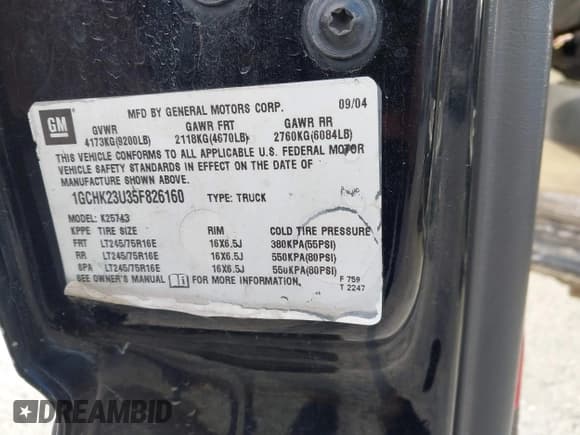 GM
MFD BY GENERAL MOTORS CORP. 09/04
GVWR GAWR FRT GAWR RR
4173KG(9200LB) 2118KG(4670LB) 2760KG(6084LB)
THIS VEHICLE CONFORMS TO ALL APPLICABLE U.S. FEDERAL MOTOR
VEHICLE SAFETY STANDARDS IN EFFECT ON THE DATE OF
MANUFACTURE SHOWN ABOVE.
1GCHK23U35F826160 TYPE: TRUCK
MODEL: K25743
KPPE TIRE SIZE RIM COLD TIRE PRESSURE
FRT LT245/75R16E 16X6.5J 380KPA(55PSI)
RR LT245/75R16E 16X6.5J 550KPA(80PSI)
SPA LT245/75R16E 16X6.5J 550KPA(80PSI)
SEE OWNER'S MANUAL FOR MORE INFORMATION. F 759
T 2247
DREAMBID